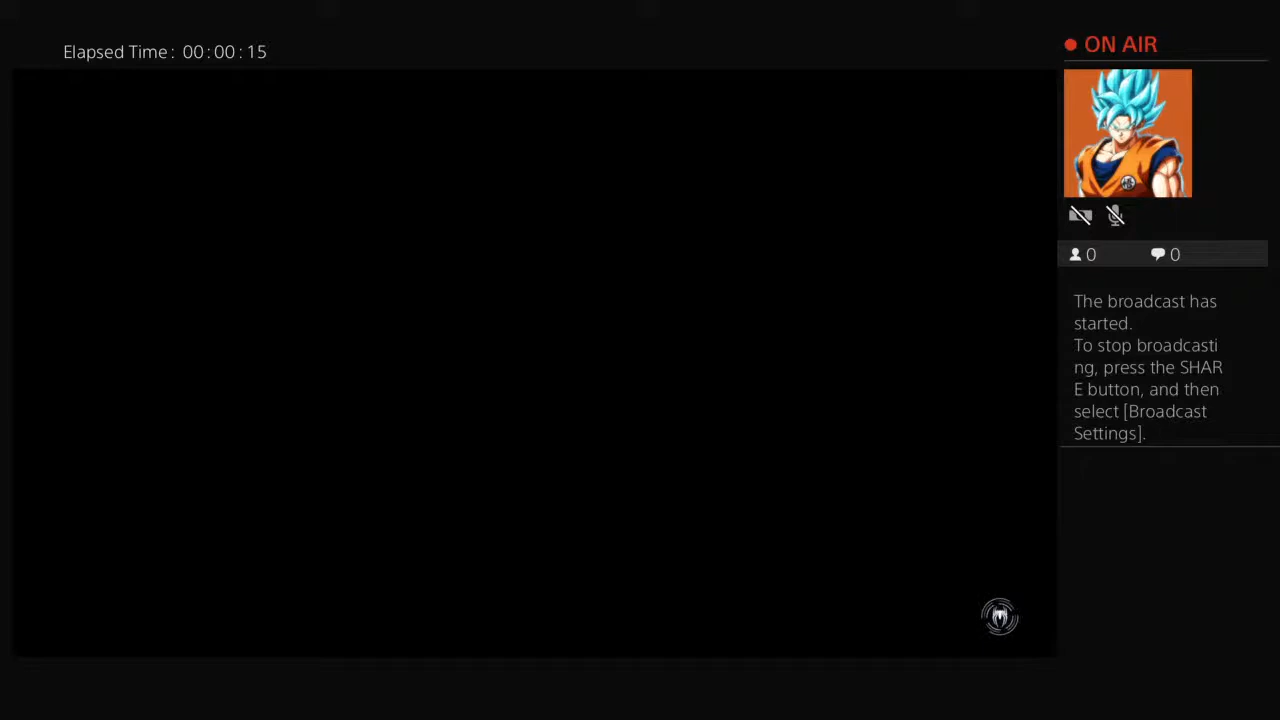 Elapsed Time: 00:00:15
ON AIR
0 0
The broadcast has
started.
To stop broadcasti
ng, press the SHAR
E button, and then
select [Broadcast
Settings].